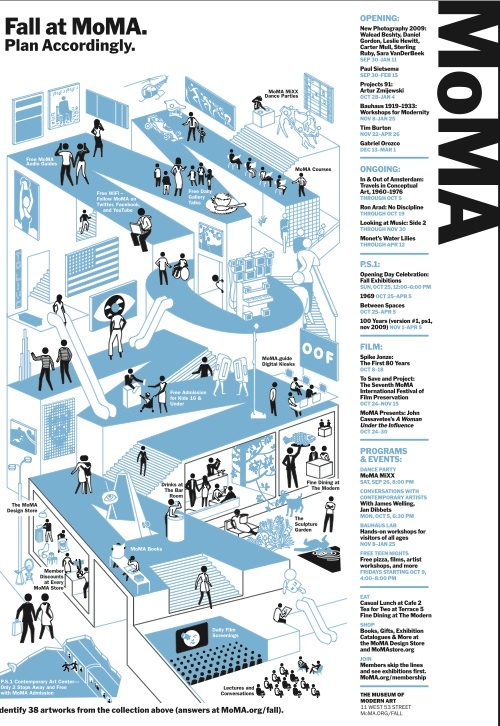 Fall at MoMA.
Plan Accordingly.
MoMA
MoMA MiXX
Dance Parties
Free MoMA
Audio Guides
MoMA Courses
Free WiFi –
Follow MoMA on
Twitter, Facebook,
and YouTube
Free Daily
Gallery
Talks
MoMA.guide
Digital Kiosks
OOF
Free Admission
for Kids 16 &
Under
Drinks at
The Bar
Room
Fine Dining at
The Modern
The MoMA
Design Store
The
Sculpture
Garden
MoMA Books
Member
Discounts
at Every
MoMA Store
Daily Film
Screenings
P.S.1 Contemporary Art Center—
Only 2 Stops Away and Free
with MoMA Admission
Lectures and
Conversations
Identify 38 artworks from the collection above (answers at MoMA.org/fall).
OPENING:
New Photography 2009:
Walead Beshty, Daniel
Gordon, Leslie Hewitt,
Carter Mull, Sterling
Ruby, Sara VanDerBeek
SEP 30-JAN 11
Paul Sietsema
SEP 30-FEB 15
Projects 91:
Artur Zmijewski
OCT 28-JAN 4
Bauhaus 1919–1933:
Workshops for Modernity
NOV 8-JAN 25
Tim Burton
NOV 22-APR 26
Gabriel Orozco
DEC 13-MAR 1
ONGOING:
In & Out of Amsterdam:
Travels in Conceptual
Art, 1960–1976
THROUGH OCT 5
Ron Arad: No Discipline
THROUGH OCT 19
Looking at Music: Side 2
THROUGH NOV 30
Monet's Water Lilies
THROUGH APR 12
P.S.1:
Opening Day Celebration:
Fall Exhibitions
SUN, OCT 25, 12:00-6:00 PM
1969 OCT 25-APR 5
Between Spaces
OCT 25-APR 5
100 Years (version #1, ps1,
nov 2009) NOV 1-APR 5
FILM:
Spike Jonze:
The First 80 Years
OCT 8-18
To Save and Project:
The Seventh MoMA
International Festival of
Film Preservation
OCT 24-NOV 16
MoMA Presents: John
Cassavetes's A Woman
Under the Influence
OCT 24-30
PROGRAMS
& EVENTS:
DANCE PARTY
MoMA MiXX
SAT, SEP 26, 8:00 PM
CONVERSATIONS WITH
CONTEMPORARY ARTISTS
With James Welling,
Jan Dibbets
MON, OCT 5, 6:30 PM
BAUHAUS LAB
Hands-on workshops for
visitors of all ages
NOV 8-JAN 25
FREE TEEN NIGHTS
Free pizza, films, artist
workshops, and more
FRIDAYS STARTING OCT 9,
4:00-8:00 PM
EAT
Casual Lunch at Cafe 2
Tea for Two at Terrace 5
Fine Dining at The Modern
SHOP
Books, Gifts, Exhibition
Catalogues & More at
the MoMA Design Store
and MoMAstore.org
JOIN
Members skip the lines
and see exhibitions first.
MoMA.org/membership
THE MUSEUM OF
MODERN ART
11 WEST 53 STREET
MoMA.ORG/FALL